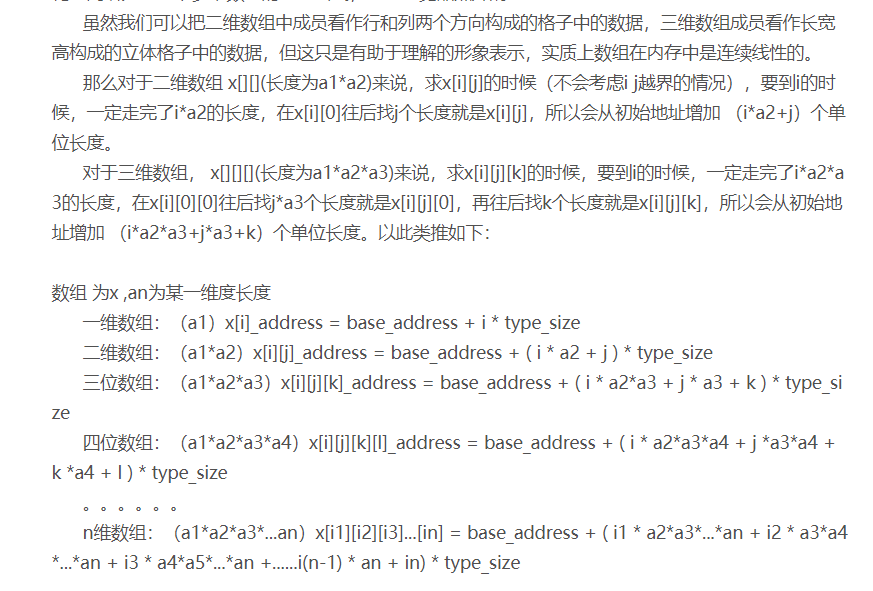 虽然我们可以把二维数组中成员看作行和列两个方向构成的格子中的数据，三维数组成员看作长宽
高构成的立体格子中的数据，但这只是有助于理解的形象表示，实质上数组在内存中是连续线性的。
那么对于二维数组 x[][](长度为a1*a2)来说，求x[i][j]的时候（不会考虑i j越界的情况），要到i的时
候，一定走完了i*a2的长度，在x[i][0]往后找j个长度就是x[i][j]，所以会从初始地址增加 （i*a2+j）个单
位长度。
对于三维数组， x[][][](长度为a1*a2*a3)来说，求x[i][j][k]的时候，要到i的时候，一定走完了i*a2*a
3的长度，在x[i][0][0]往后找j*a3个长度就是x[i][j][0]，再往后找k个长度就是x[i][j][k]，所以会从初始地
址增加 （i*a2*a3+j*a3+k）个单位长度。以此类推如下：
数组 为x ,an为某一维度长度
一维数组：（a1）x[i]_address = base_address + i * type_size
二维数组：（a1*a2）x[i][j]_address = base_address + ( i * a2 + j ) * type_size
三位数组：（a1*a2*a3）x[i][j][k]_address = base_address + ( i * a2*a3 + j * a3 + k ) * type_si
ze
四位数组：（a1*a2*a3*a4）x[i][j][k][l]_address = base_address + ( i * a2*a3*a4 + j *a3*a4 +
k *a4 + l ) * type_size
。。。。。。
n维数组：（a1*a2*a3*...an）x[i1][i2][i3]...[in] = base_address + ( i1 * a2*a3*...*an + i2 * a3*a4
*...*an + i3 * a4*a5*...*an +......i(n-1) * an + in) * type_size